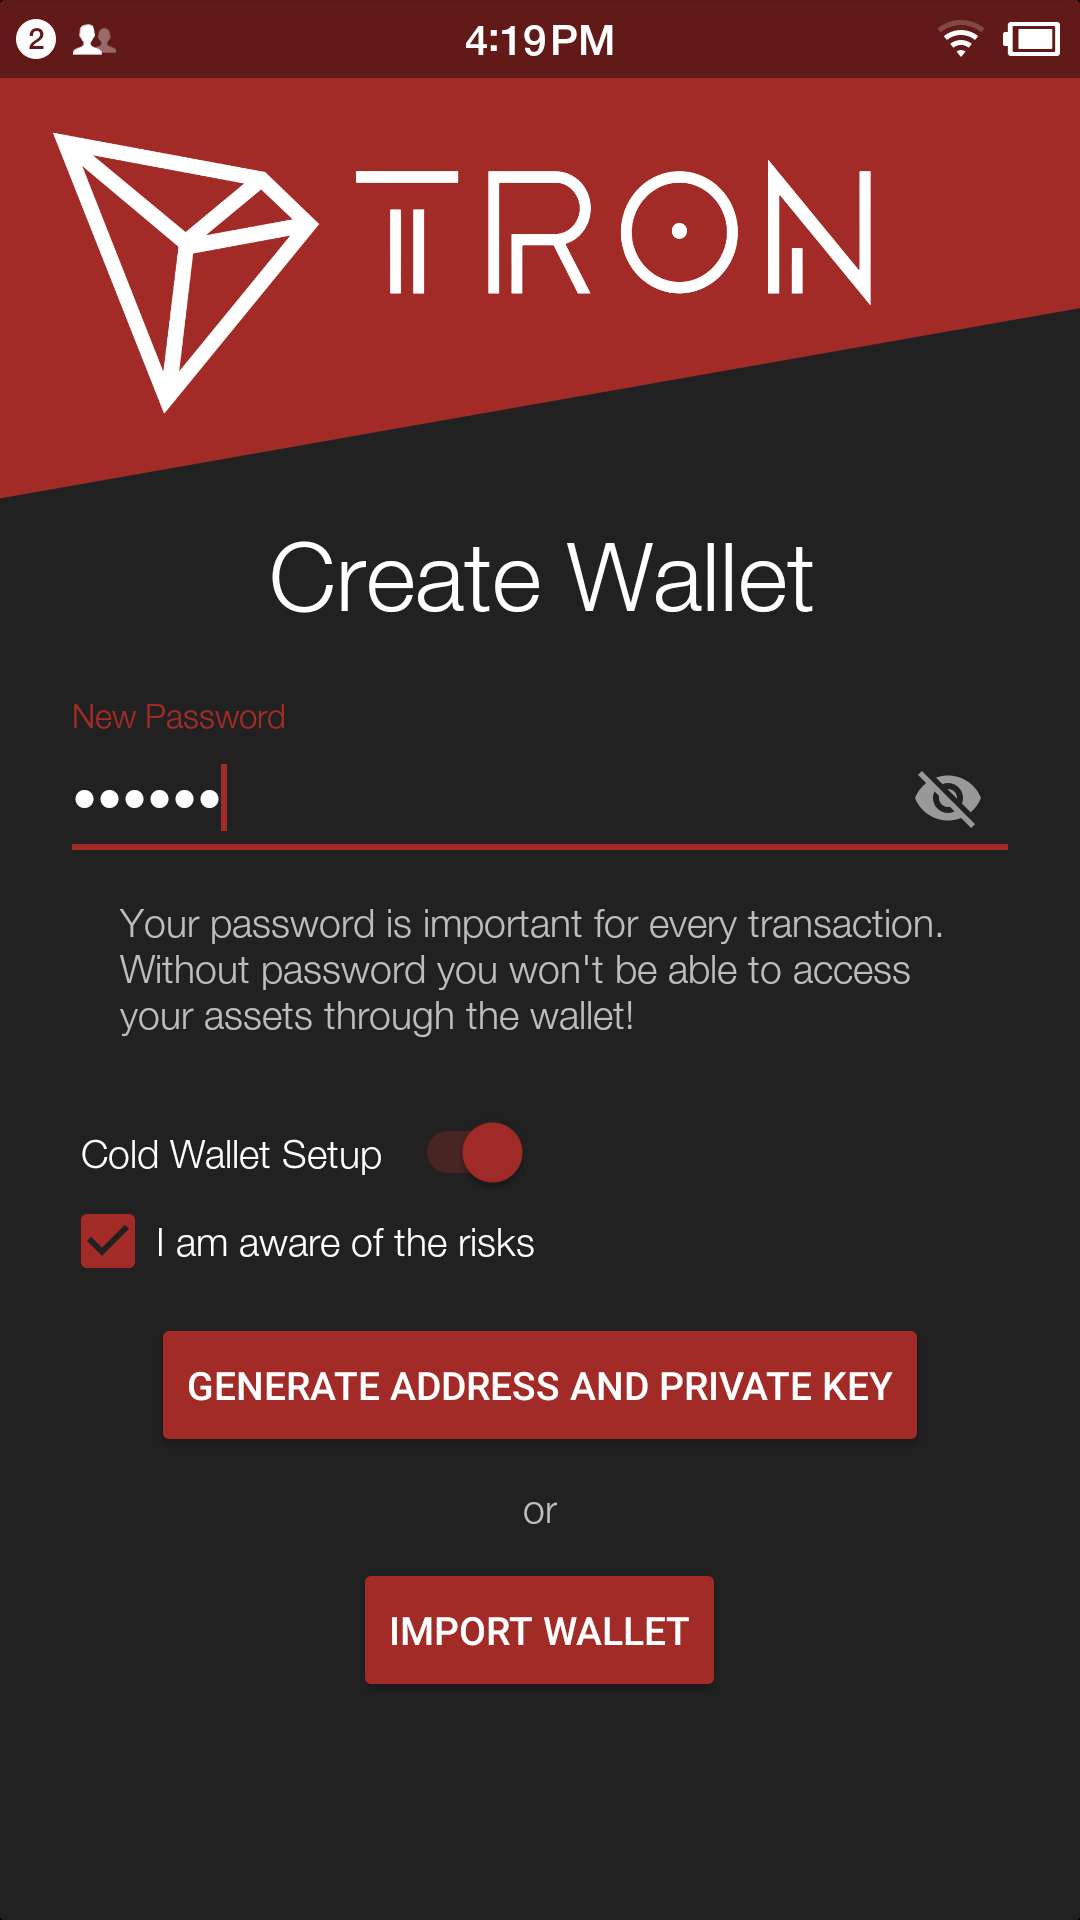 2
4:19 PM
TRON
Create Wallet
New Password
••••••
Your password is important for every transaction.
Without password you won't be able to access
your assets through the wallet!
Cold Wallet Setup
I am aware of the risks
GENERATE ADDRESS AND PRIVATE KEY
or
IMPORT WALLET